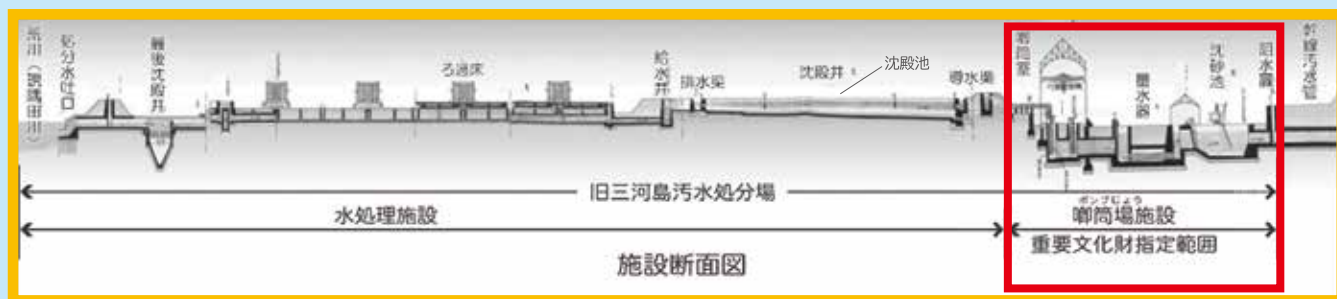 荒川（現隅田川）
処分水吐口
最後沈殿井
ろ過床
給水井
排水渠
沈殿井
沈殿池
導水渠
喞筒室
量水器
沈砂池
阻水扉
幹線汚水管
旧三河島汚水処分場
水処理施設
ポンプじょう
喞筒場施設
重要文化財指定範囲
施設断面図